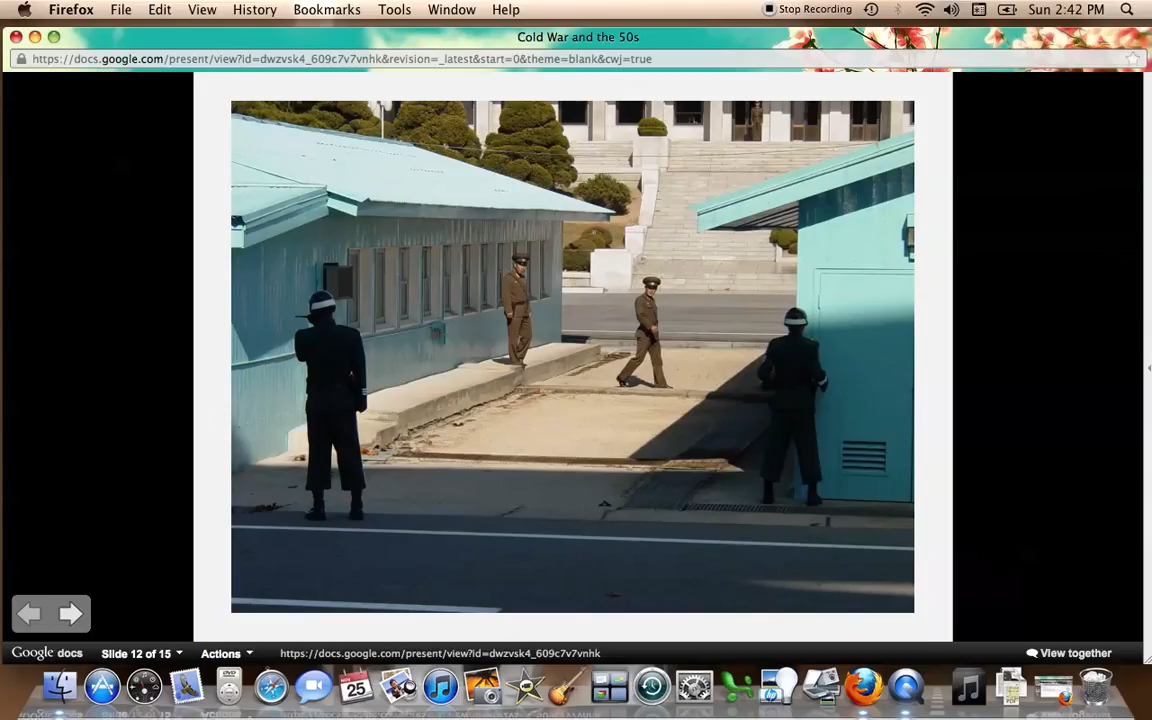 Firefox File Edit View History Bookmarks Tools Window Help Stop Recording Sun 2:42 PM
Cold War and the 50s
https://docs.google.com/present/view?id=dwzvsk4_609c7v7vnhk&revision=_latest&start=0&theme=blank&cwj=true
Google docs Slide 12 of 15 Actions https://docs.google.com/present/view?id=dwzvsk4_609c7v7vnhk View together
25